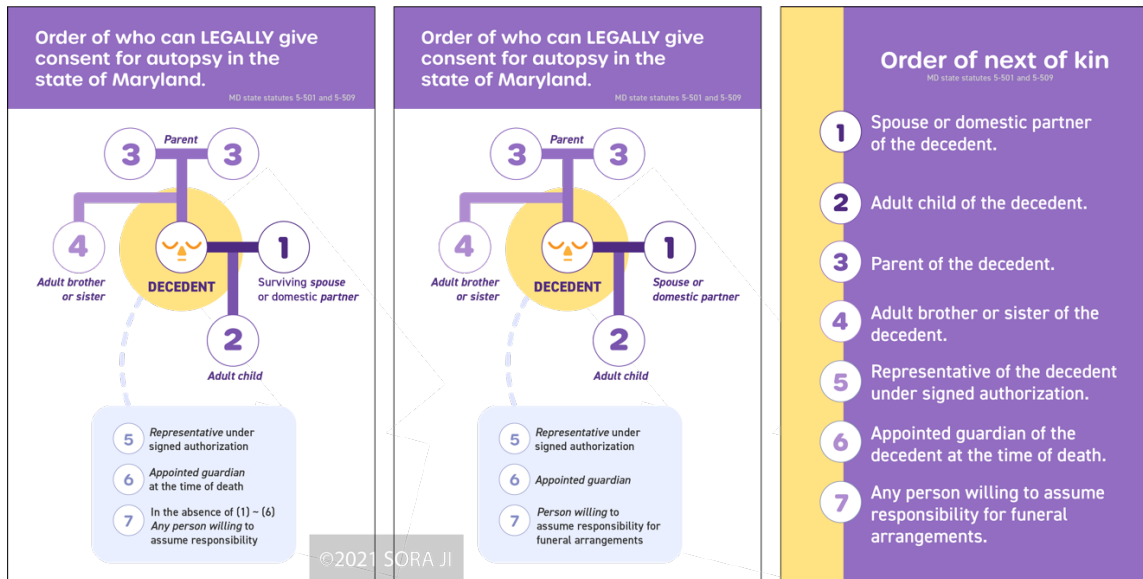 Order of who can LEGALLY give
consent for autopsy in the
state of Maryland.
MD state statutes 5-501 and 5-509
Parent
3
3
4
1
Adult brother
or sister
DECEDENT
Surviving spouse
or domestic partner
2
Adult child
5
Representative under
signed authorization
6
Appointed guardian
at the time of death
7
In the absence of (1) ~ (6)
Any person willing to
assume responsibility
Order of who can LEGALLY give
consent for autopsy in the
state of Maryland.
MD state statutes 5-501 and 5-509
Parent
3
3
4
1
Adult brother
or sister
DECEDENT
Spouse or
domestic partner
2
Adult child
5
Representative under
signed authorization
6
Appointed guardian
7
Person willing to
assume responsibility for
funeral arrangements
©2021 SORA JI
Order of next of kin
MD state statutes 5-501 and 5-509
1
Spouse or domestic partner
of the decedent.
2
Adult child of the decedent.
3
Parent of the decedent.
4
Adult brother or sister of the
decedent.
5
Representative of the decedent
under signed authorization.
6
Appointed guardian of the
decedent at the time of death.
7
Any person willing to assume
responsibility for funeral
arrangements.